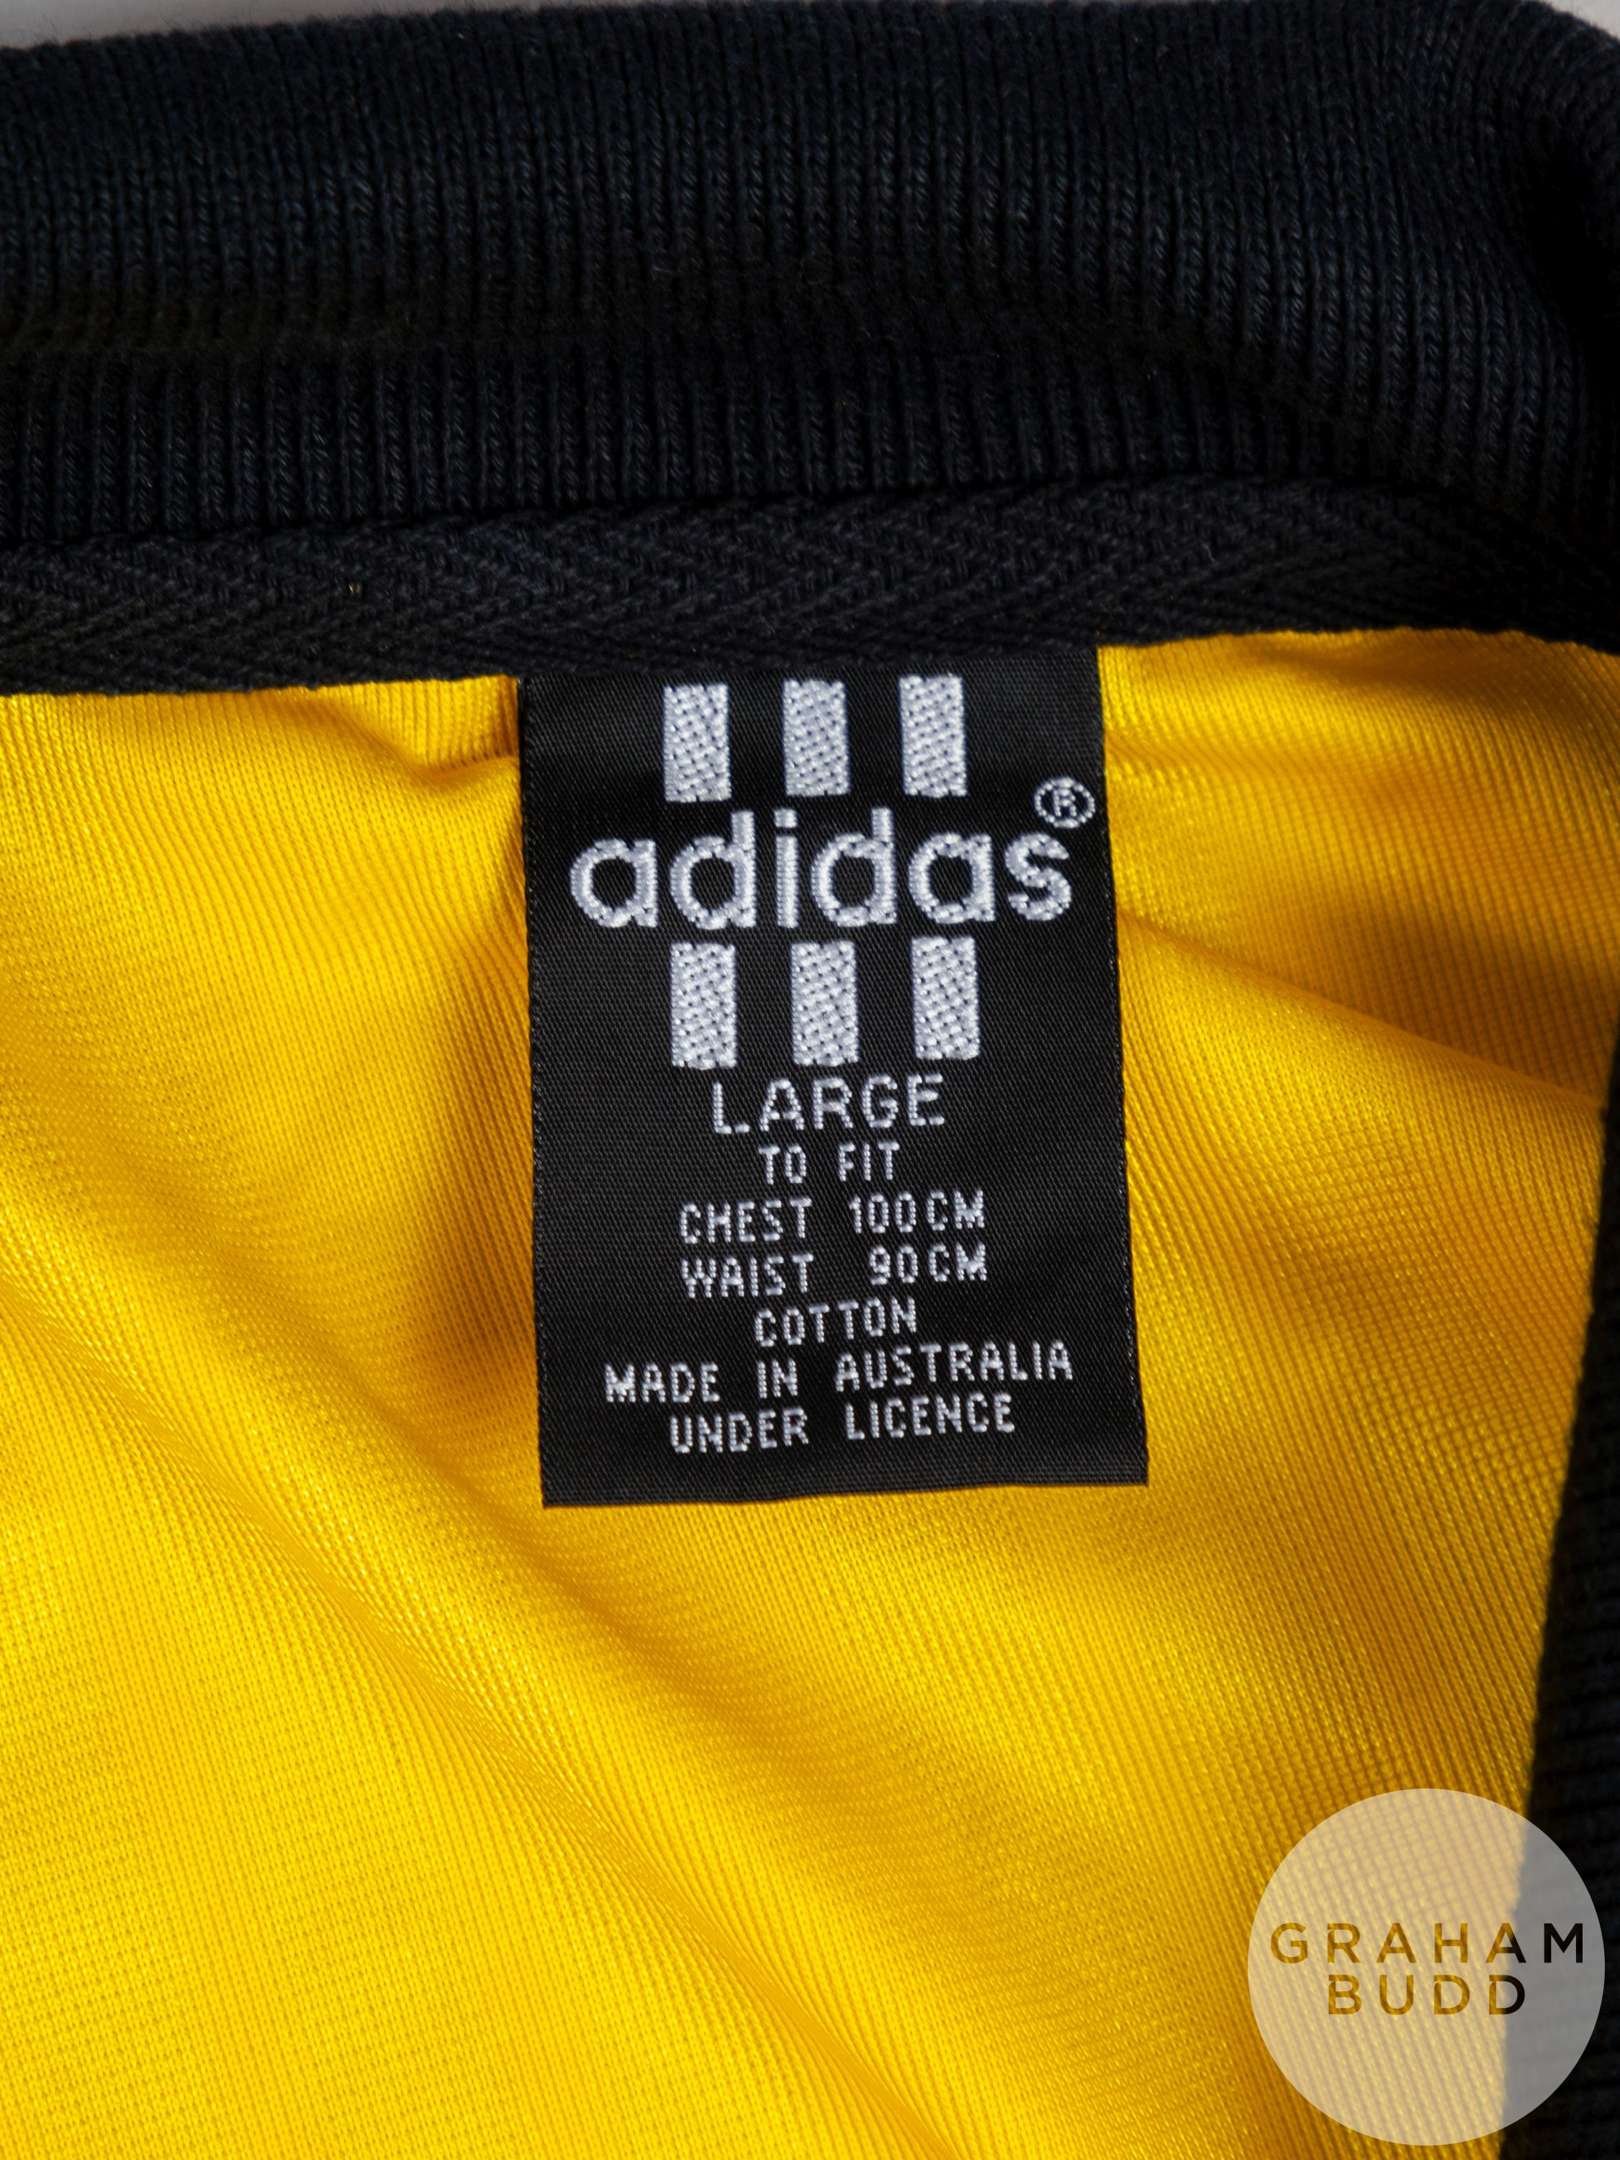 adidas®
LARGE
TO FIT
CHEST 100CM
WAIST 90CM
COTTON
MADE IN AUSTRALIA
UNDER LICENCE
GRAHAM
BUDD